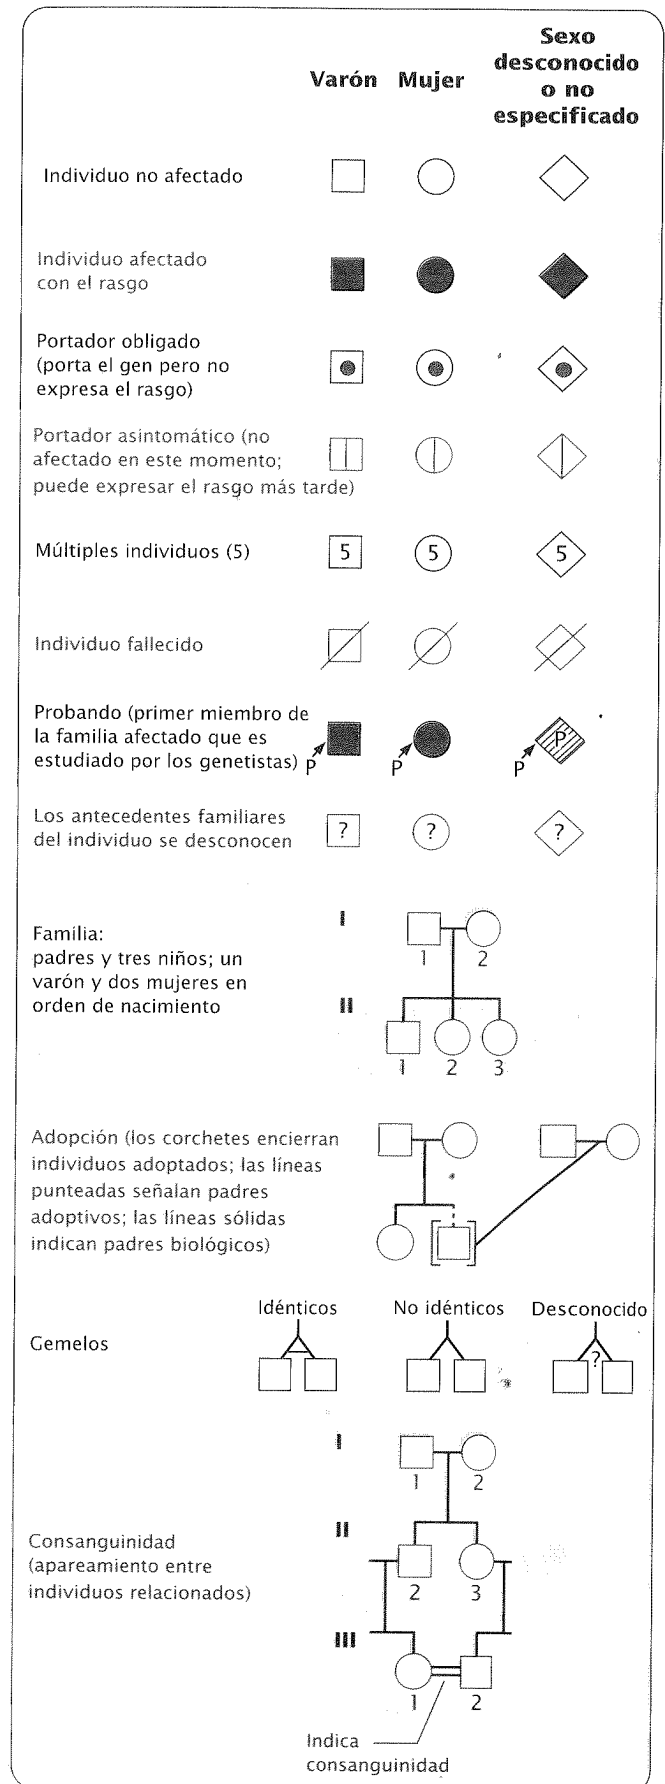 Varón Mujer
Sexo
desconocido
o no
especificado
Individuo no afectado
Individuo afectado
con el rasgo
Portador obligado
(porta el gen pero no
expresa el rasgo)
Portador asintomático (no
afectado en este momento;
puede expresar el rasgo más tarde)
Múltiples individuos (5)
5 5 5
Individuo fallecido
Probando (primer miembro de
la familia afectado que es
estudiado por los genetistas)
P P P P
Los antecedentes familiares
del individuo se desconocen
? ? ?
Familia:
padres y tres niños; un
varón y dos mujeres en
orden de nacimiento
I
1 2
II
1 2 3
Adopción (los corchetes encierran
individuos adoptados; las líneas
punteadas señalan padres
adoptivos; las líneas sólidas
indican padres biológicos)
Gemelos
Idénticos No idénticos Desconocido
?
Consanguinidad
(apareamiento entre
individuos relacionados)
I
1 2
II
2 3
III
1 2
Indica
consanguinidad